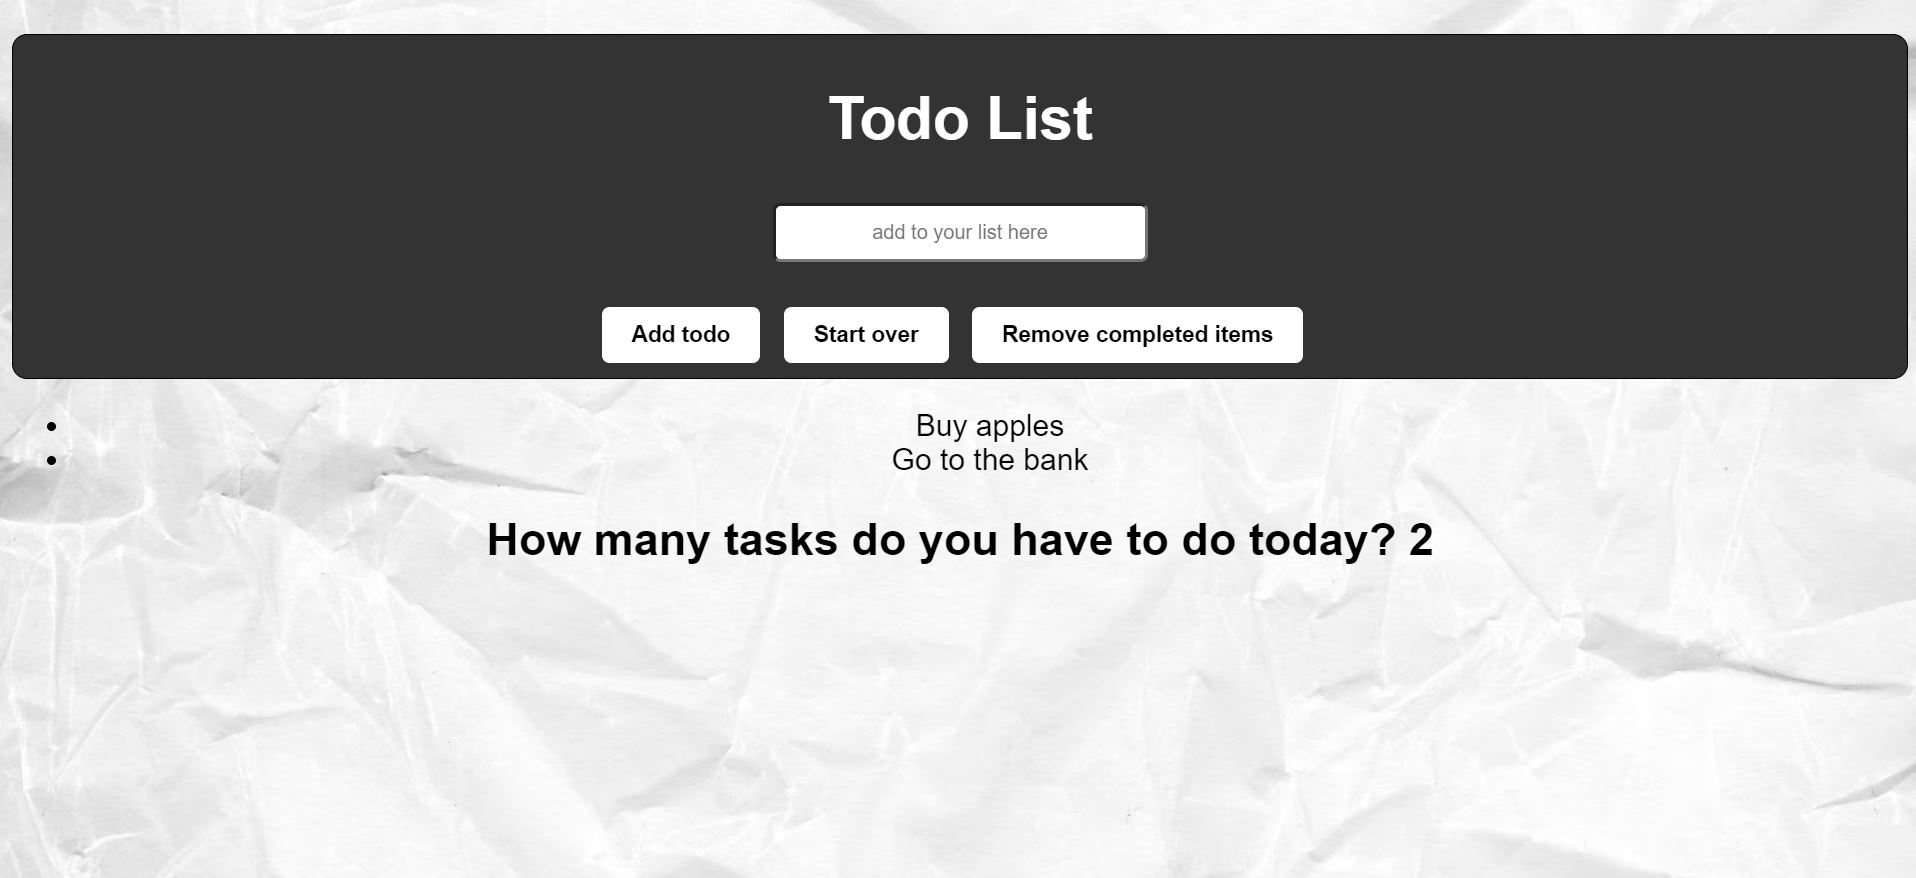 Todo List
add to your list here
Add todo
Start over
Remove completed items
Buy apples
Go to the bank
How many tasks do you have to do today? 2